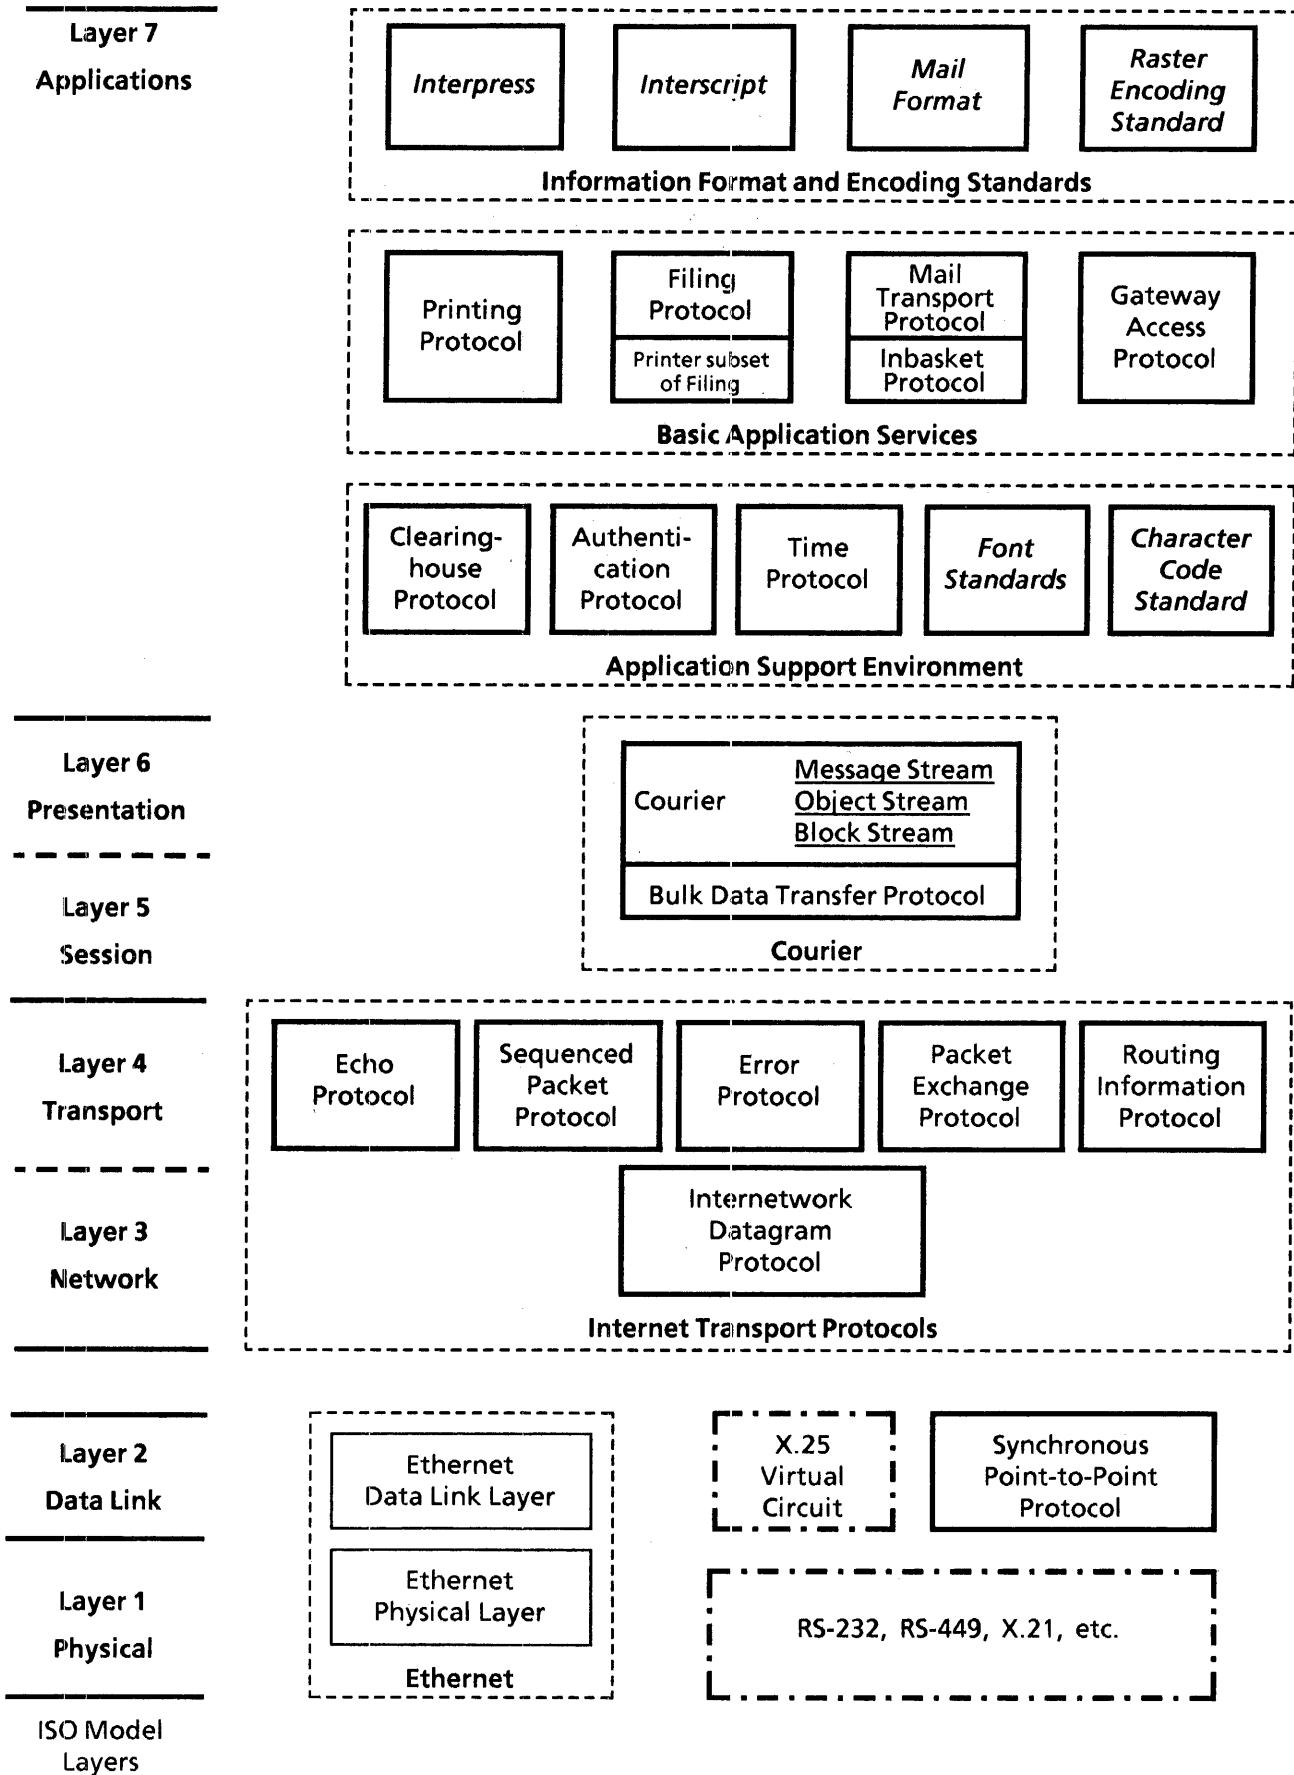 Layer 7
Applications
Interpress
Interscript
Mail
Format
Raster
Encoding
Standard
Information Format and Encoding Standards
Printing
Protocol
Filing
Protocol
Printer subset
of Filing
Mail
Transport
Protocol
Inbasket
Protocol
Gateway
Access
Protocol
Basic Application Services
Clearing-
house
Protocol
Authenti-
cation
Protocol
Time
Protocol
Font
Standards
Character
Code
Standard
Application Support Environment
Layer 6
Presentation
Courier
Message Stream
Object Stream
Block Stream
Bulk Data Transfer Protocol
Courier
Layer 5
Session
Layer 4
Transport
Echo
Protocol
Sequenced
Packet
Protocol
Error
Protocol
Packet
Exchange
Protocol
Routing
Information
Protocol
Layer 3
Network
Internetwork
Datagram
Protocol
Internet Transport Protocols
Layer 2
Data Link
Ethernet
Data Link Layer
X.25
Virtual
Circuit
Synchronous
Point-to-Point
Protocol
Layer 1
Physical
Ethernet
Physical Layer
Ethernet
RS-232, RS-449, X.21, etc.
ISO Model
Layers